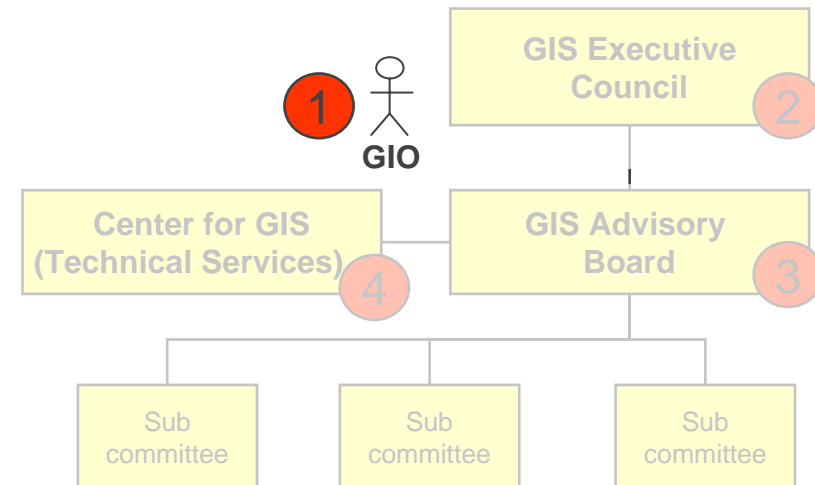 GIS Executive
Council
1
2
GIO
Center for GIS
(Technical Services)
4
GIS Advisory
Board
3
Sub
committee
Sub
committee
Sub
committee